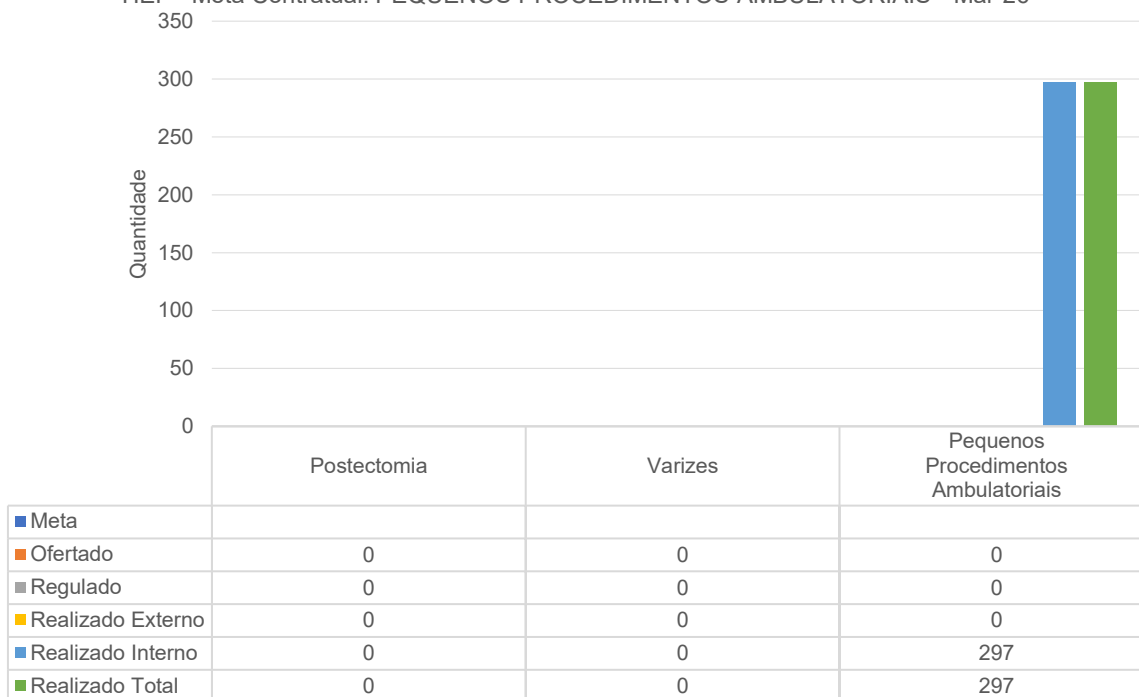 350
300
250
200
150
100
50
0
Quantidade
Postectomia Varizes Pequenos
Procedimentos
Ambulatoriais
Meta
Ofertado 0 0 0
Regulado 0 0 0
Realizado Externo 0 0 0
Realizado Interno 0 0 297
Realizado Total 0 0 297